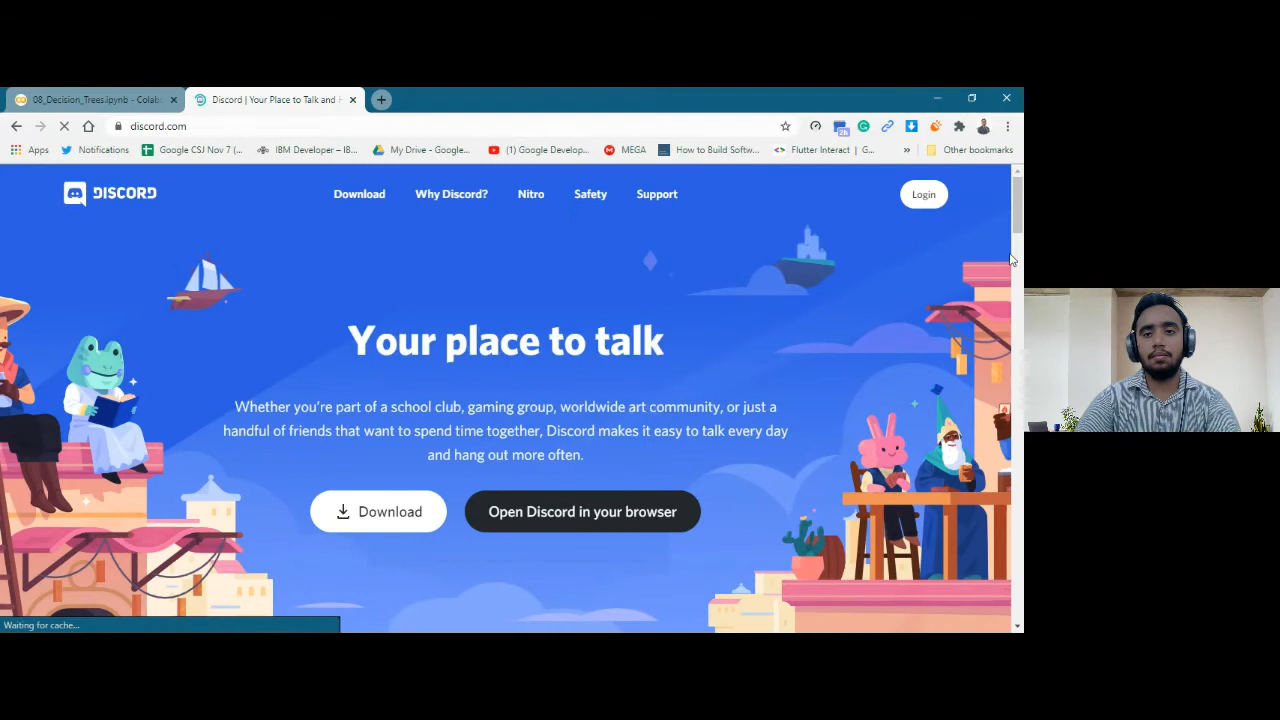 08_Decision_Trees.ipynb - Colab
Discord | Your Place to Talk and H
discord.com
2h
Apps
Notifications
Google CSJ Nov 7 (...
IBM Developer – IB...
My Drive - Google...
(1) Google Develop...
MEGA
How to Build Softw...
Flutter Interact | G...
»
Other bookmarks
DISCORD
Download
Why Discord?
Nitro
Safety
Support
Login
Your place to talk
Whether you're part of a school club, gaming group, worldwide art community, or just a
handful of friends that want to spend time together, Discord makes it easy to talk every day
and hang out more often.
Download
Open Discord in your browser
Waiting for cache...